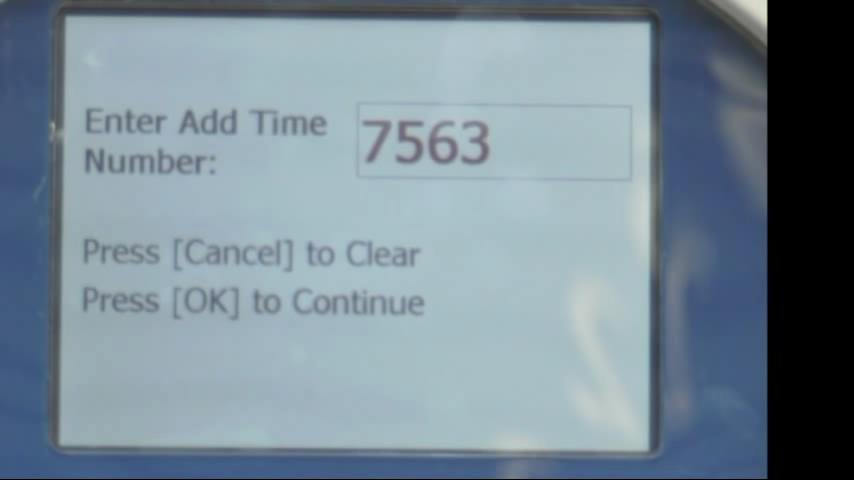 Enter Add Time
Number:
7563
Press [Cancel] to Clear
Press [OK] to Continue